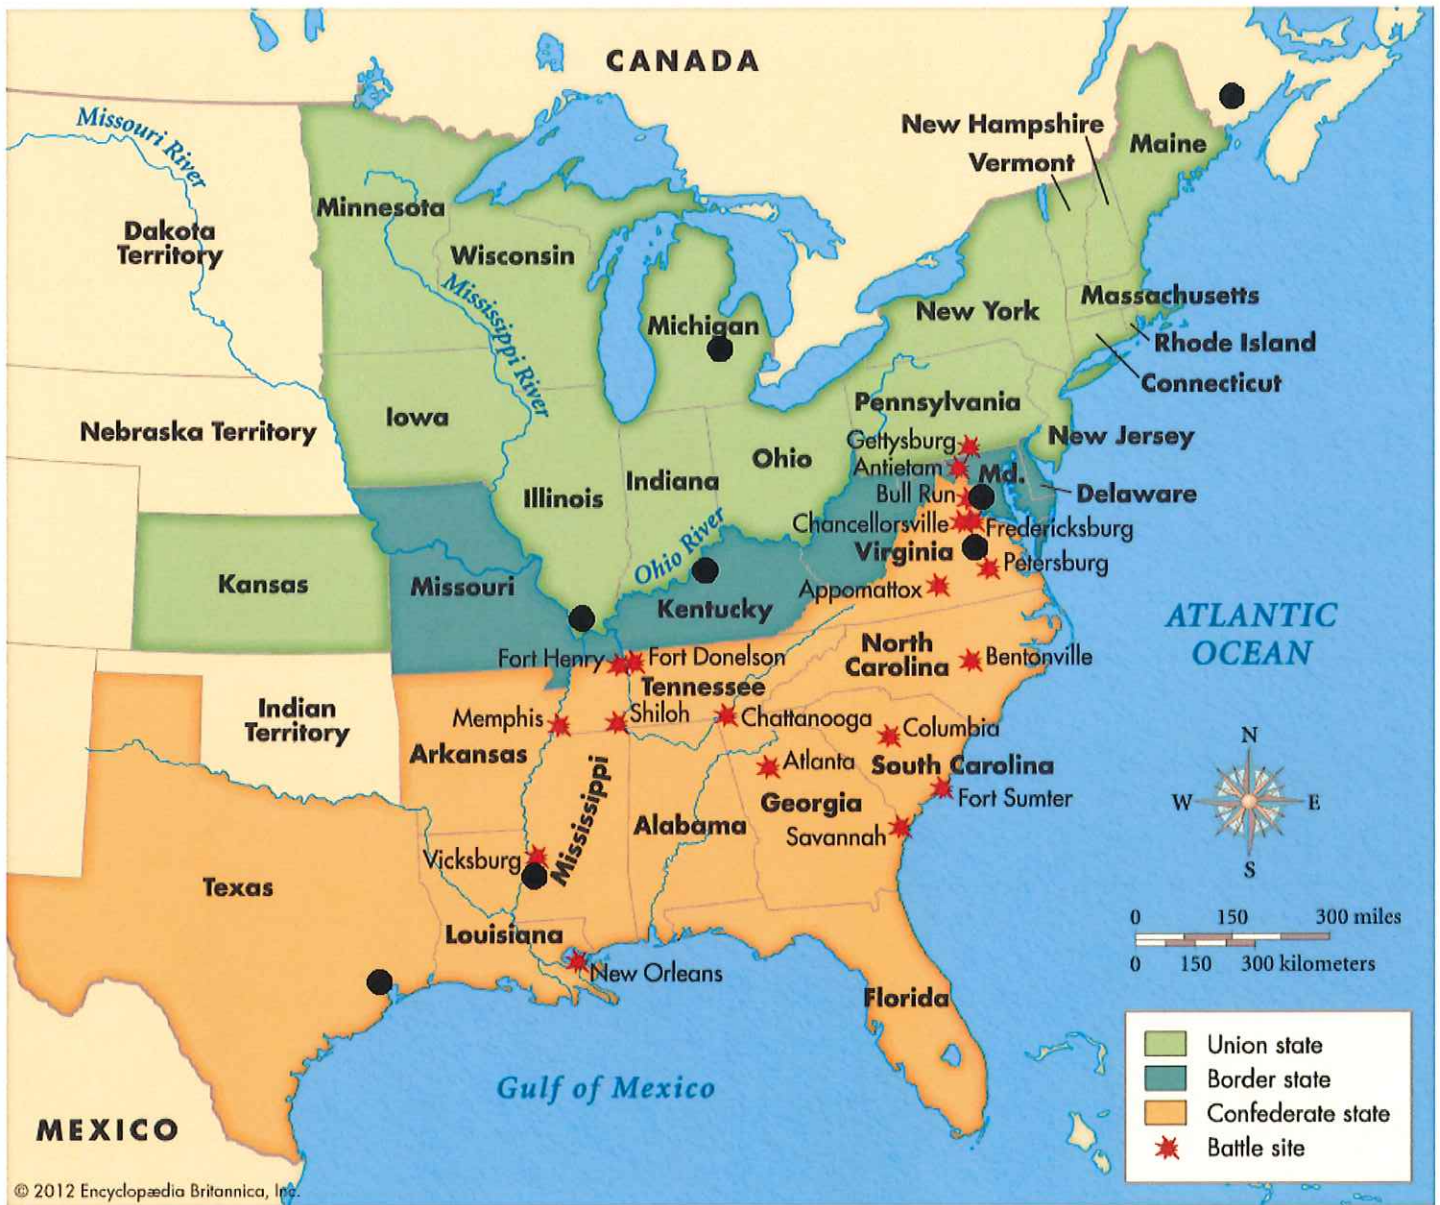 CANADA
Missouri River
New Hampshire
Vermont
Maine
Minnesota
Dakota
Territory
Wisconsin
Mississippi River
Massachusetts
New York
Michigan
Rhode Island
Connecticut
Pennsylvania
Iowa
Nebraska Territory
New Jersey
Gettysburg
Ohio
Antietam
Md.
Indiana
Illinois
Bull Run
Delaware
Chancellorsville
Fredericksburg
Ohio River
Virginia
Petersburg
Kansas
Missouri
Appomattox
Kentucky
ATLANTIC
OCEAN
North
Carolina
Bentonville
Fort Henry
Fort Donelson
Tennessee
Indian
Territory
Memphis
Shiloh
Chattanooga
Columbia
Arkansas
Atlanta
South Carolina
Mississippi
Georgia
Fort Sumter
Alabama
Savannah
N
W
E
S
Vicksburg
Texas
Louisiana
New Orleans
Florida
0 150 300 miles
0 150 300 kilometers
Gulf of Mexico
MEXICO
Union state
Border state
Confederate state
Battle site
© 2012 Encyclopædia Britannica, Inc.